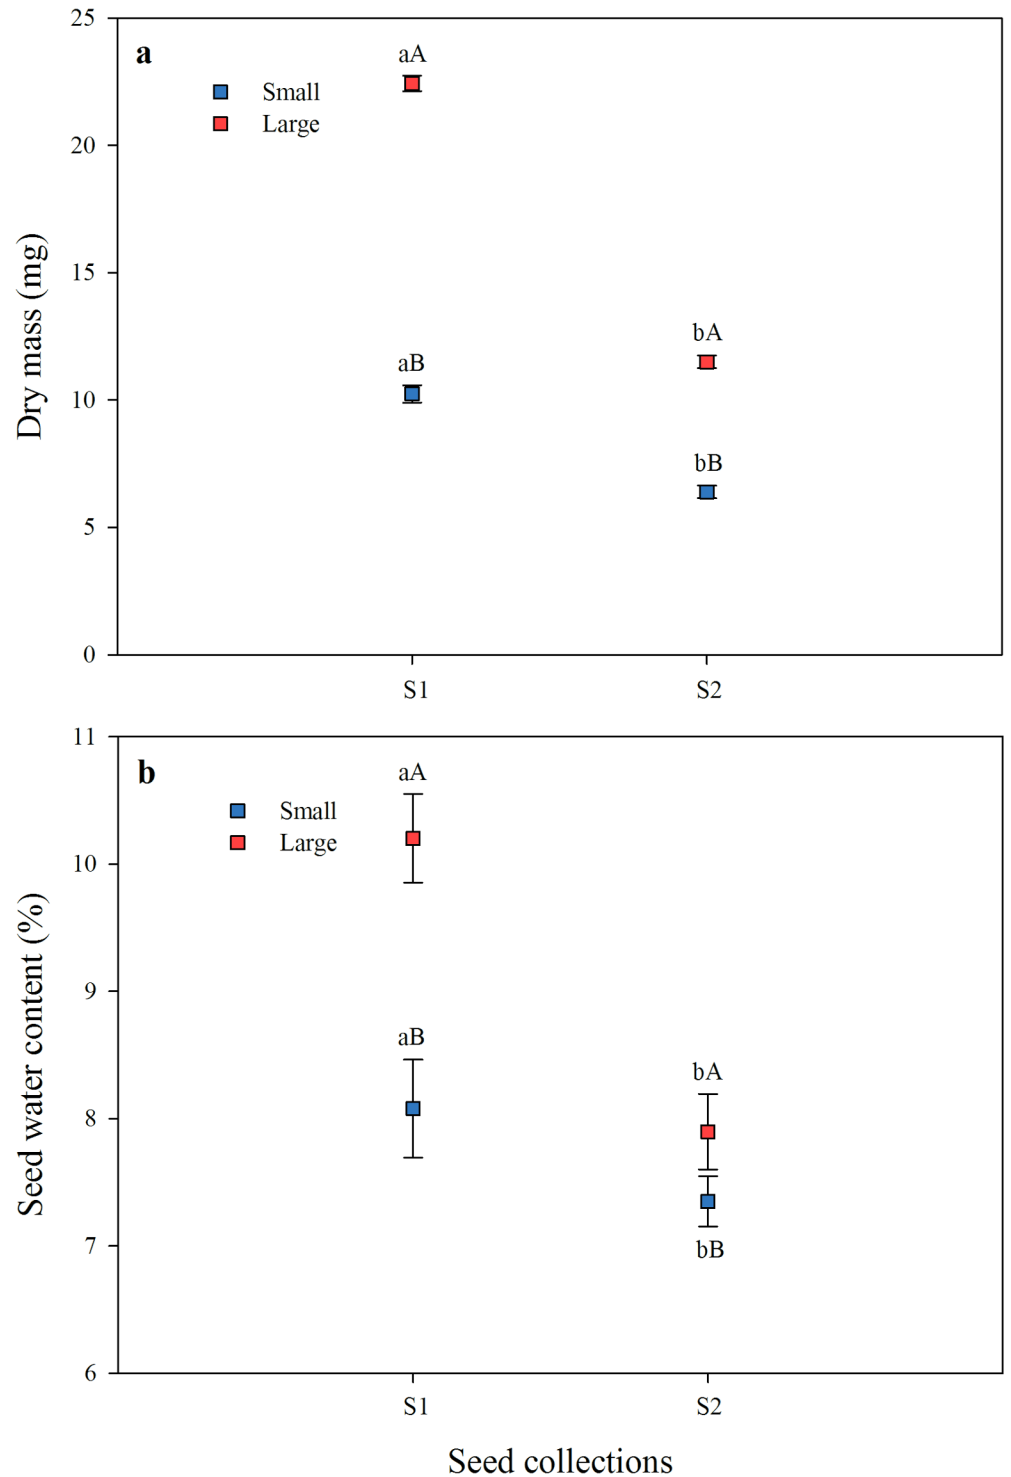 25
a
aA
Small
Large
20
15
Dry mass (mg)
bA
aB
10
bB
5
0
S1 S2
11
b
aA
Small
Large
10
Seed water content (%)
9
aB
bA
8
7
bB
6
S1 S2
Seed collections